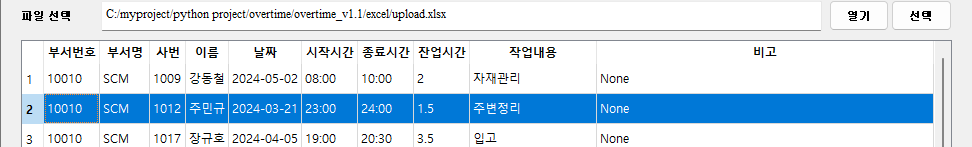 파일 선택 C:/myproject/python project/overtime/overtime_v1.1/excel/upload.xlsx 열기 선택
부서번호 부서명 사번 이름 날짜 시작시간 종료시간 잔업시간 작업내용 비고
1 10010 SCM 1009 강동철 2024-05-02 08:00 10:00 2 자재관리 None
2 10010 SCM 1012 주민규 2024-03-21 23:00 24:00 1.5 주변정리 None
3 10010 SCM 1017 장규호 2024-04-05 19:00 20:30 3.5 입고 None